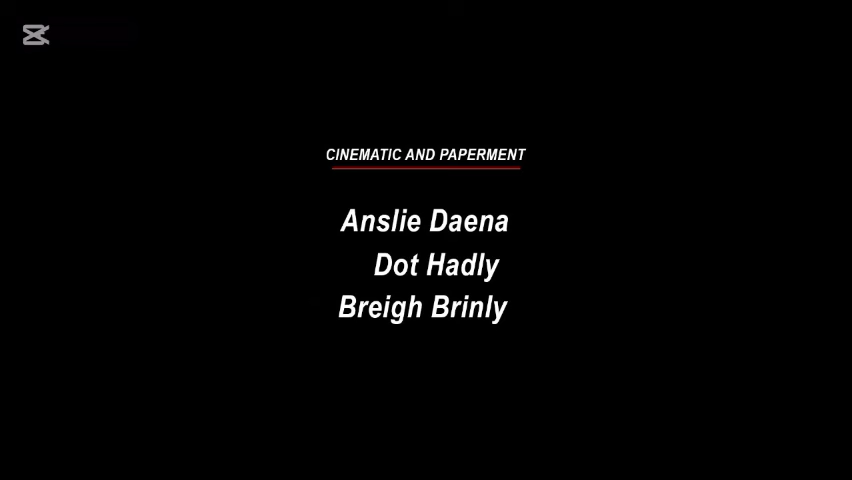 CINEMATIC AND PAPERMENT
Anslie Daena
Dot Hadly
Breigh Brinly